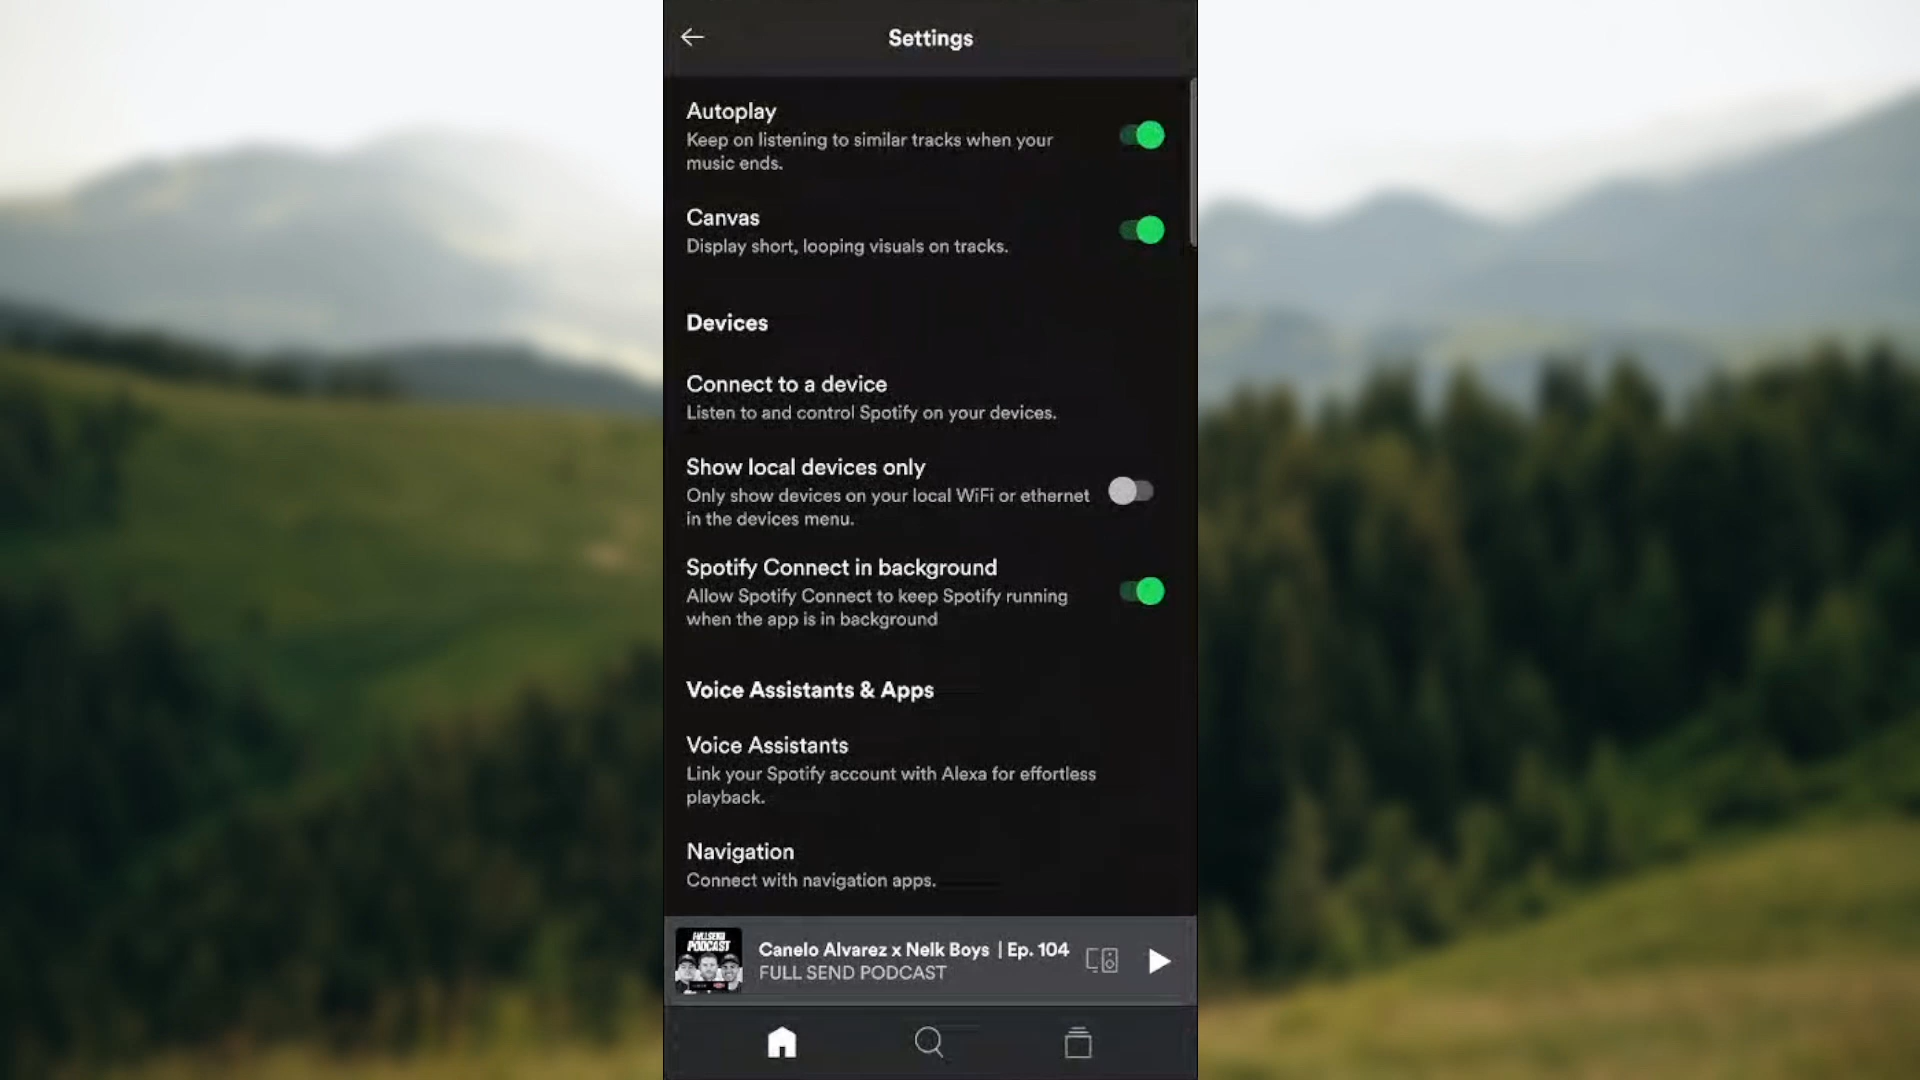 Settings
Autoplay
Keep on listening to similar tracks when your
music ends.
Canvas
Display short, looping visuals on tracks.
Devices
Connect to a device
Listen to and control Spotify on your devices.
Show local devices only
Only show devices on your local WiFi or ethernet
in the devices menu.
Spotify Connect in background
Allow Spotify Connect to keep Spotify running
when the app is in background
Voice Assistants & Apps
Voice Assistants
Link your Spotify account with Alexa for effortless
playback.
Navigation
Connect with navigation apps.
FULL SEND
PODCAST
Canelo Alvarez x Nelk Boys | Ep. 104
FULL SEND PODCAST